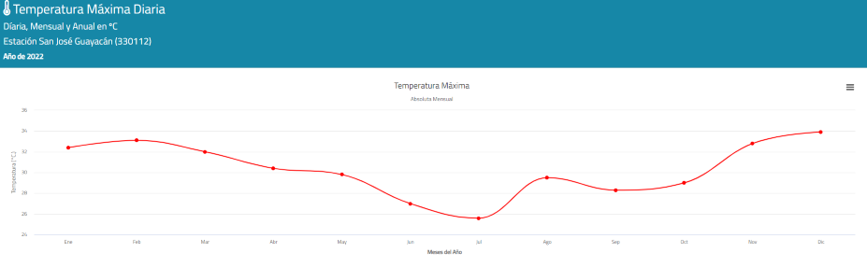 Temperatura Máxima Diaria
Díaria, Mensual y Anual en °C
Estación San José Guayacán (330112)
Año de 2022
Temperatura Máxima
Absoluta Mensual
Temperatura (°C)
36
34
32
30
28
26
24
Ene Feb Mar Abr May Jun Jul Ago Sep Oct Nov Dic
Meses del Año